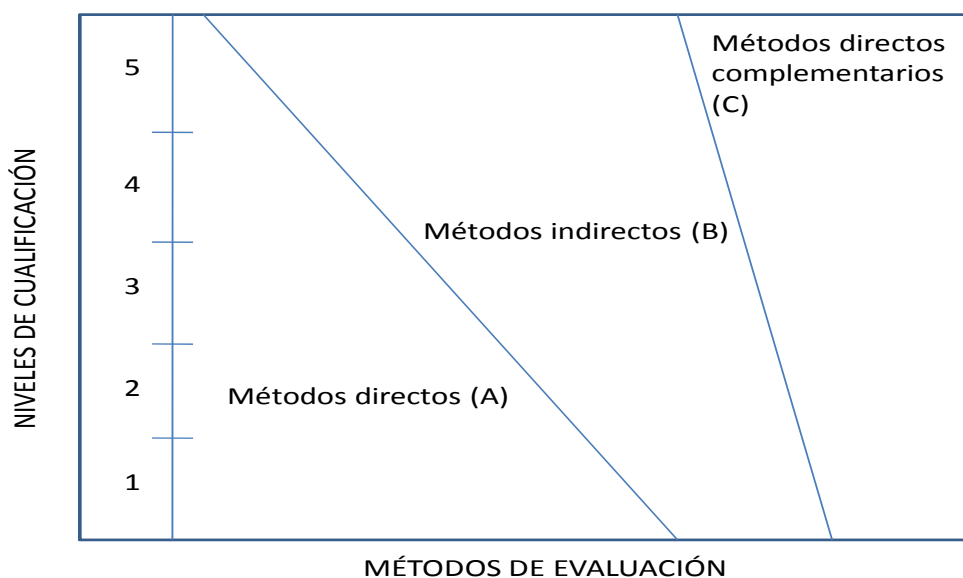 NIVELES DE CUALIFICACIÓN
5
4
3
2
1
Métodos directos
complementarios
(C)
Métodos indirectos (B)
Métodos directos (A)
MÉTODOS DE EVALUACIÓN